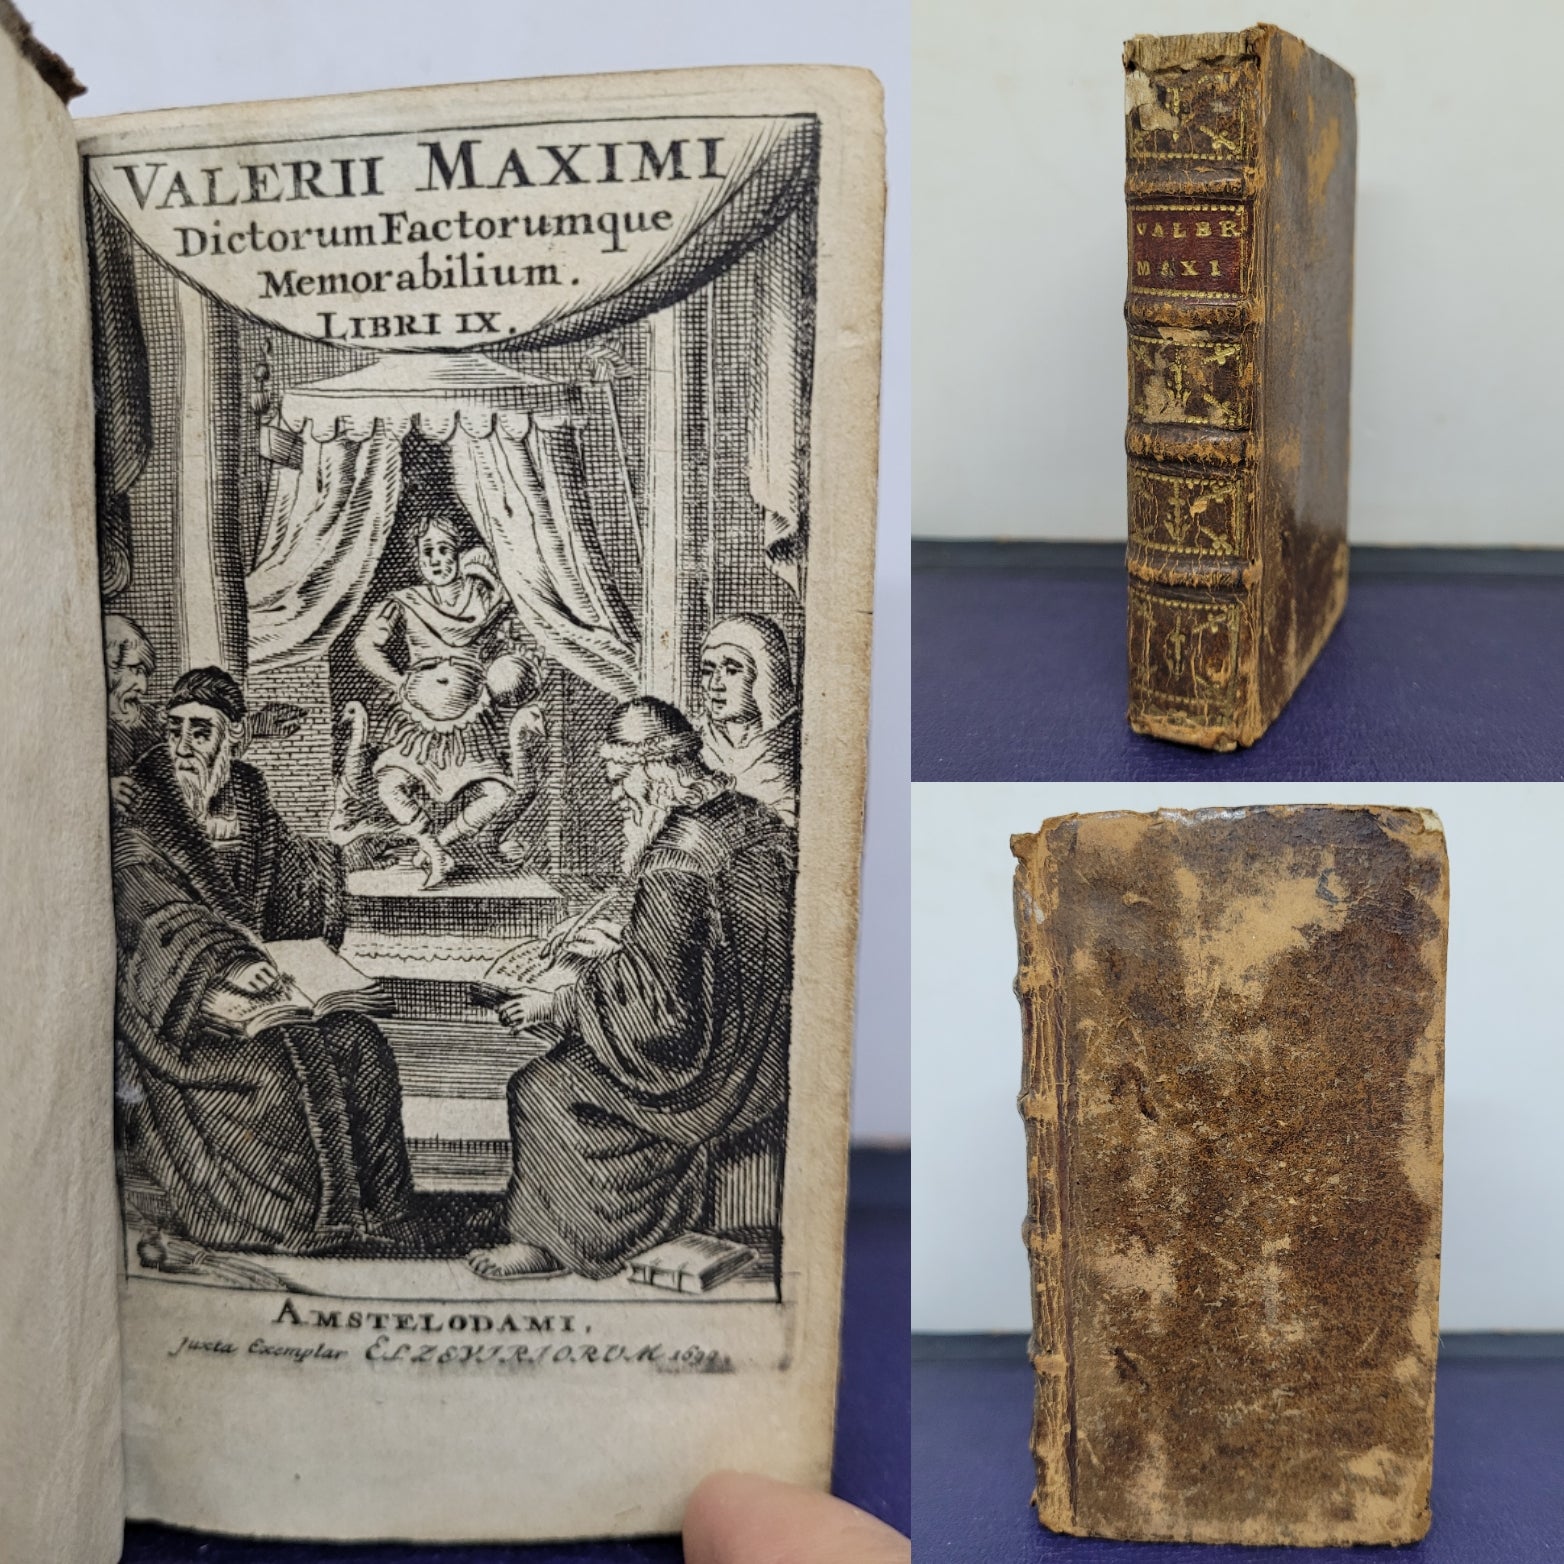 VALERII MAXIMI
Dictorum Factorumque
Memorabilium.
LIBRI IX.
AMSTELODAMI,
Juxta Exemplar ELZEVIRIORUM
VALER
MAXI